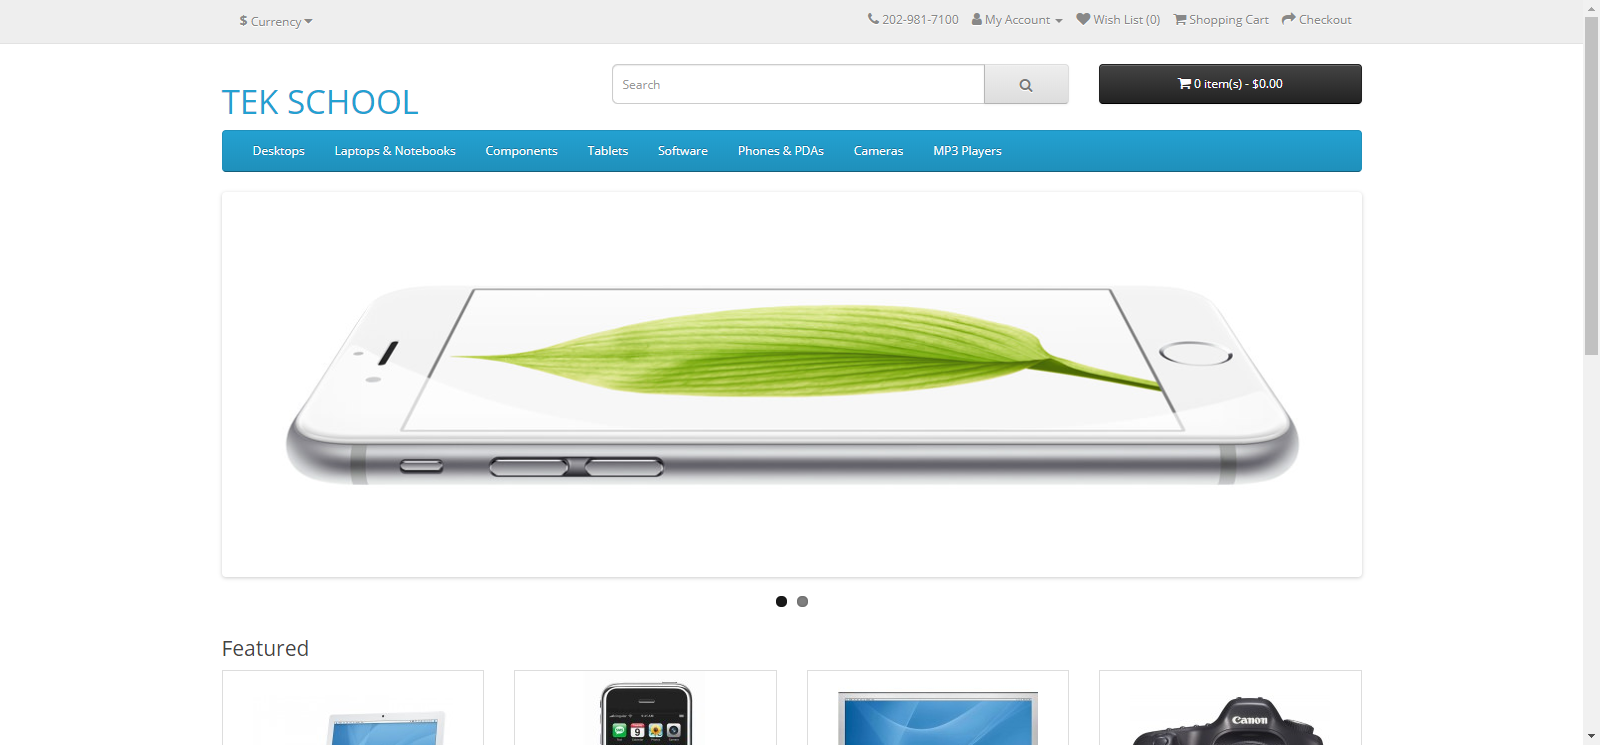 $ Currency
202-981-7100 My Account Wish List (0) Shopping Cart Checkout
TEK SCHOOL
Search
0 item(s) - $0.00
Desktops Laptops & Notebooks Components Tablets Software Phones & PDAs Cameras MP3 Players
Featured
9
Canon